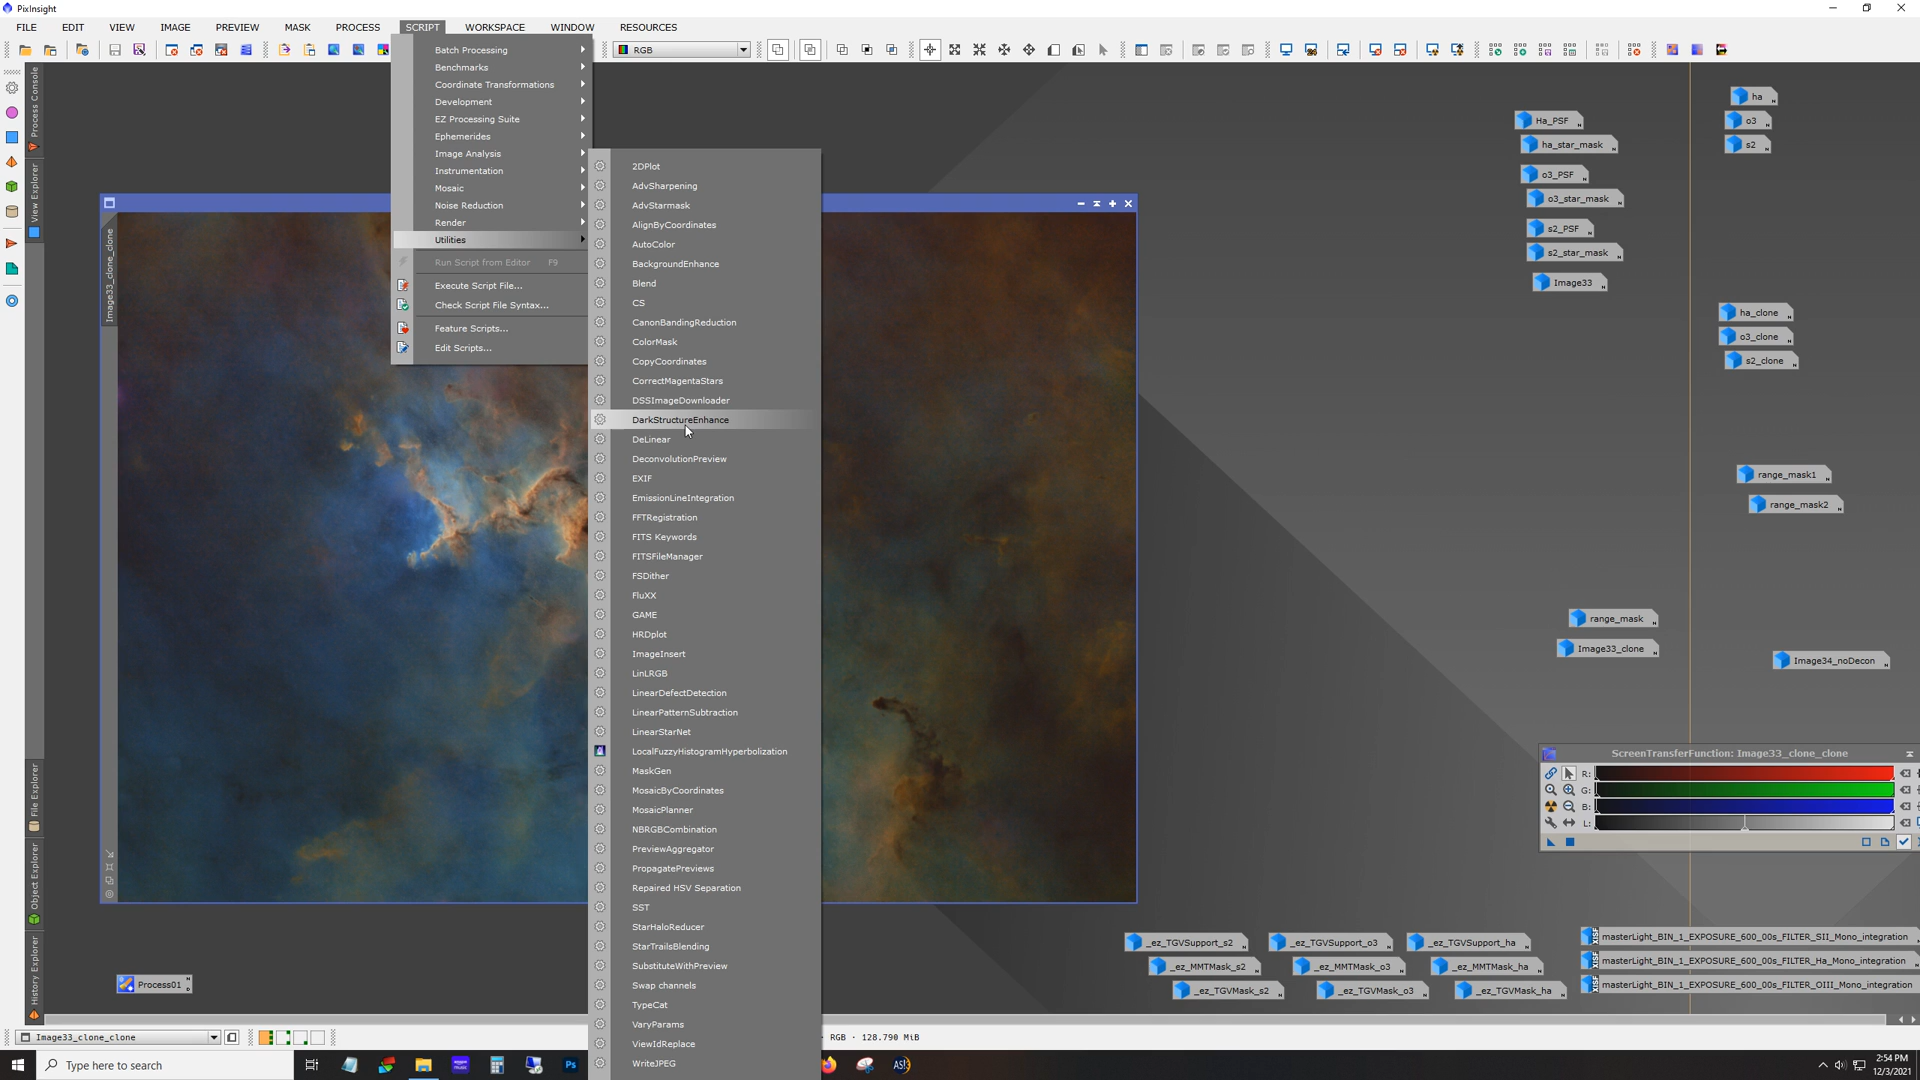 PixInsight
FILE EDIT VIEW IMAGE PREVIEW MASK PROCESS SCRIPT WORKSPACE WINDOW RESOURCES
RGB
Process Console
View Explorer
File Explorer
Object Explorer
History Explorer
Batch Processing
Benchmarks
Coordinate Transformations
Development
EZ Processing Suite
Ephemerides
Image Analysis
Instrumentation
Mosaic
Noise Reduction
Render
Utilities
Run Script from Editor F9
Execute Script File...
Check Script File Syntax...
Feature Scripts...
Edit Scripts...
2DPlot
AdvSharpening
AdvStarmask
AlignByCoordinates
AutoColor
BackgroundEnhance
Blend
CS
CanonBandingReduction
ColorMask
CopyCoordinates
CorrectMagentaStars
DSSImageDownloader
DarkStructureEnhance
DeLinear
DeconvolutionPreview
EXIF
EmissionLineIntegration
FFTRegistration
FITS Keywords
FITSFileManager
FSDither
FluXX
GAME
HRDplot
ImageInsert
LinLRGB
LinearDefectDetection
LinearPatternSubtraction
LinearStarNet
LocalFuzzyHistogramHyperbolization
MaskGen
MosaicByCoordinates
MosaicPlanner
NBRGBCombination
PreviewAggregator
PropagatePreviews
Repaired HSV Separation
SST
StarHaloReducer
StarTrailsBlending
SubstituteWithPreview
Swap channels
TypeCat
VaryParams
ViewIdReplace
WriteJPEG
Image33_clone_clone
Ha_PSF
ha_star_mask
o3_PSF
o3_star_mask
s2_PSF
s2_star_mask
Image33
ha
o3
s2
ha_clone
o3_clone
s2_clone
range_mask1
range_mask2
range_mask
Image33_clone
Image34_noDecon
ScreenTransferFunction: Image33_clone_clone
R:
G:
B:
L:
_ez_TGVSupport_s2 _ez_TGVSupport_o3 _ez_TGVSupport_ha
_ez_MMTMask_s2 _ez_MMTMask_o3 _ez_MMTMask_ha
_ez_TGVMask_s2 _ez_TGVMask_o3 _ez_TGVMask_ha
XISF masterLight_BIN_1_EXPOSURE_600_00s_FILTER_SII_Mono_integration
XISF masterLight_BIN_1_EXPOSURE_600_00s_FILTER_Ha_Mono_integration
XISF masterLight_BIN_1_EXPOSURE_600_00s_FILTER_OIII_Mono_integration
Process01
Image33_clone_clone
RGB · 128.790 MiB
Type here to search
Ps
ASI
2:54 PM
12/3/2021